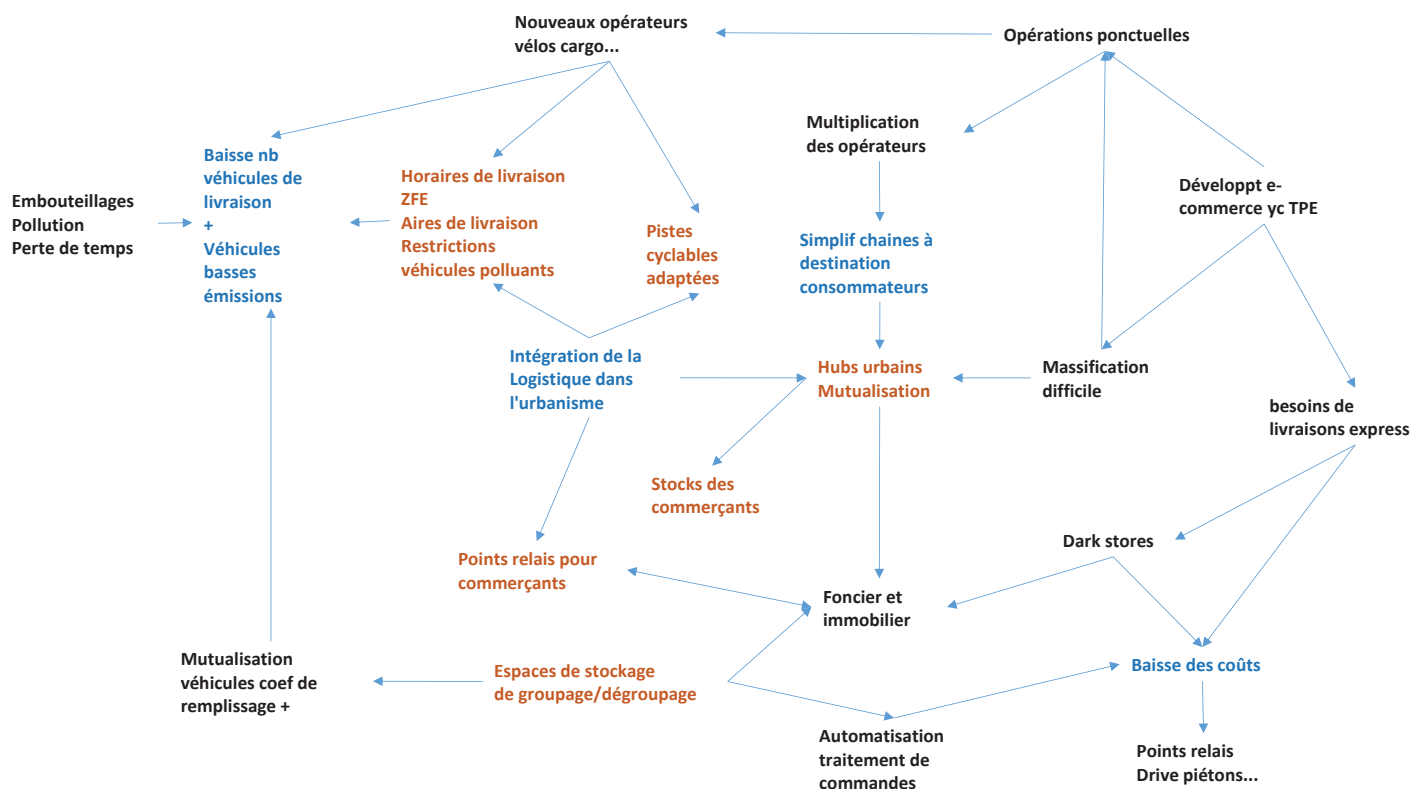 Nouveaux opérateurs
vélos cargo...
Opérations ponctuelles
Multiplication
des opérateurs
Baisse nb
véhicules de
livraison
+
Véhicules
basses
émissions
Horaires de livraison
ZFE
Aires de livraison
Restrictions
véhicules polluants
Embouteillages
Pollution
Perte de temps
Pistes
cyclables
adaptées
Simplif chaines à
destination
consommateurs
Développt e-
commerce yc TPE
Intégration de la
Logistique dans
l'urbanisme
Hubs urbains
Mutualisation
Massification
difficile
besoins de
livraisons express
Stocks des
commerçants
Points relais pour
commerçants
Dark stores
Foncier et
immobilier
Mutualisation
véhicules coef de
remplissage +
Espaces de stockage
de groupage/dégroupage
Baisse des coûts
Automatisation
traitement de
commandes
Points relais
Drive piétons...